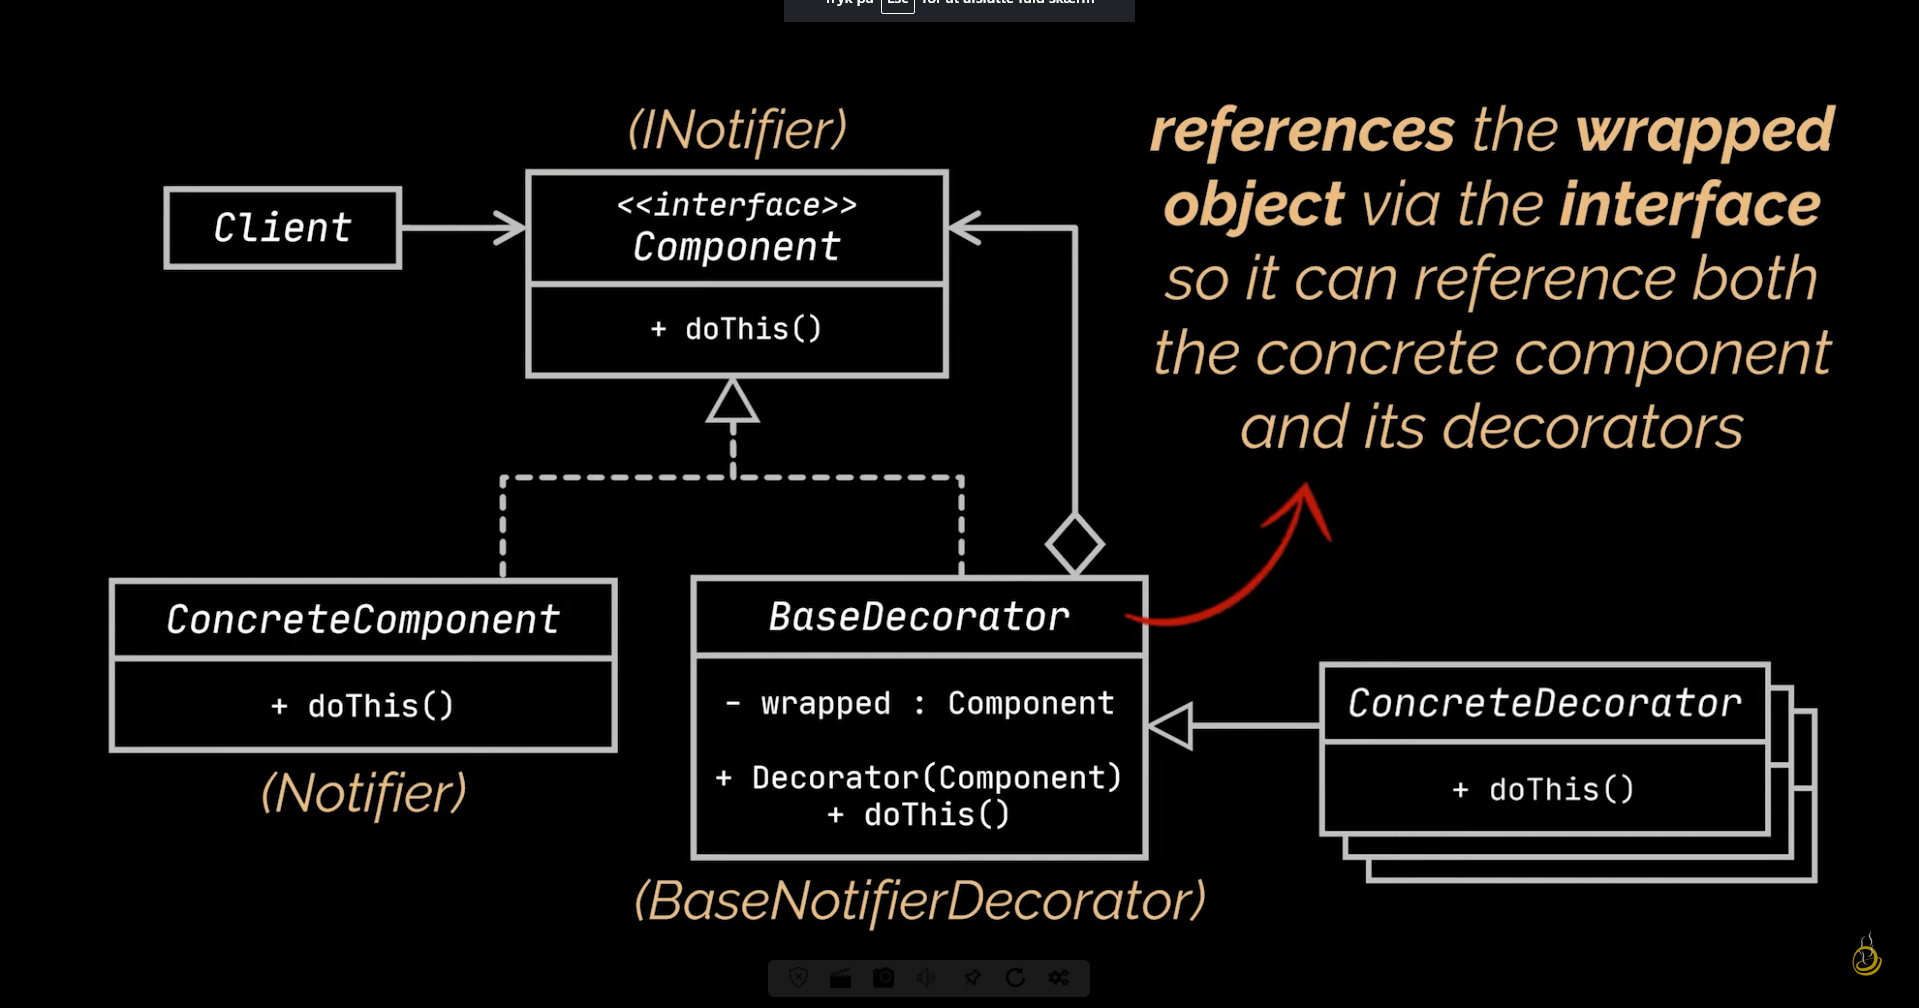 Tryk på Esc for at afslutte fuld skærm
(INotifier)
references the wrapped
object via the interface
so it can reference both
the concrete component
and its decorators
Client
<<interface>>
Component
+ doThis()
ConcreteComponent
+ doThis()
(Notifier)
BaseDecorator
- wrapped : Component
+ Decorator(Component)
+ doThis()
(BaseNotifierDecorator)
ConcreteDecorator
+ doThis()